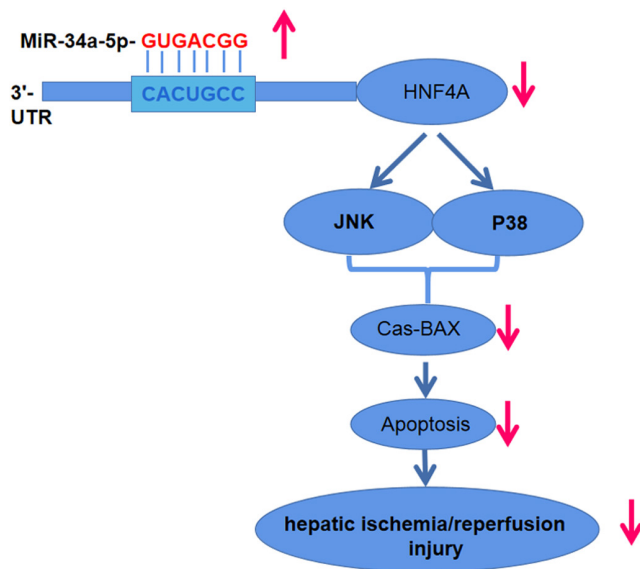 MiR-34a-5p- GUGACGG
3'-
UTR
CACUGCC
HNF4A
JNK
P38
Cas-BAX
Apoptosis
hepatic ischemia/reperfusion
injury